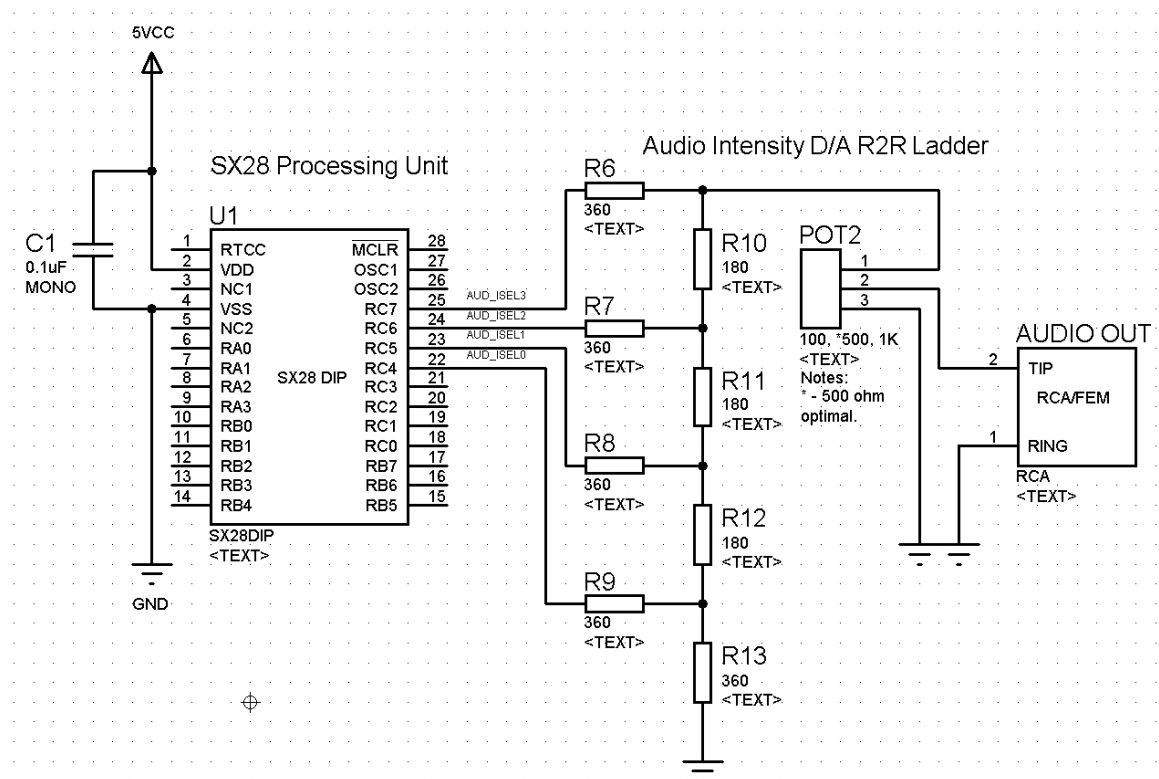 5VCC
SX28 Processing Unit
Audio Intensity D/A R2R Ladder
U1
C1
0.1uF
MONO
1 RTCC MCLR 28
2 VDD OSC1 27
3 NC1 OSC2 26
4 VSS RC7 25
5 NC2 RC6 24
6 RA0 RC5 23
7 RA1 RC4 22
8 RA2 RC3 21
9 RA3 RC2 20
10 RB0 RC1 19
11 RB1 RC0 18
12 RB2 RB7 17
13 RB3 RB6 16
14 RB4 RB5 15
SX28 DIP
SX28DIP
<TEXT>
GND
AUD_ISEL3
AUD_ISEL2
AUD_ISEL1
AUD_ISEL0
R6
360
<TEXT>
R7
360
<TEXT>
R8
360
<TEXT>
R9
360
<TEXT>
R10
180
<TEXT>
R11
180
<TEXT>
R12
180
<TEXT>
R13
360
<TEXT>
POT2
1
2
3
100, *500, 1K
<TEXT>
Notes:
* - 500 ohm
optimal.
AUDIO OUT
2 TIP
RCA/FEM
1 RING
RCA
<TEXT>